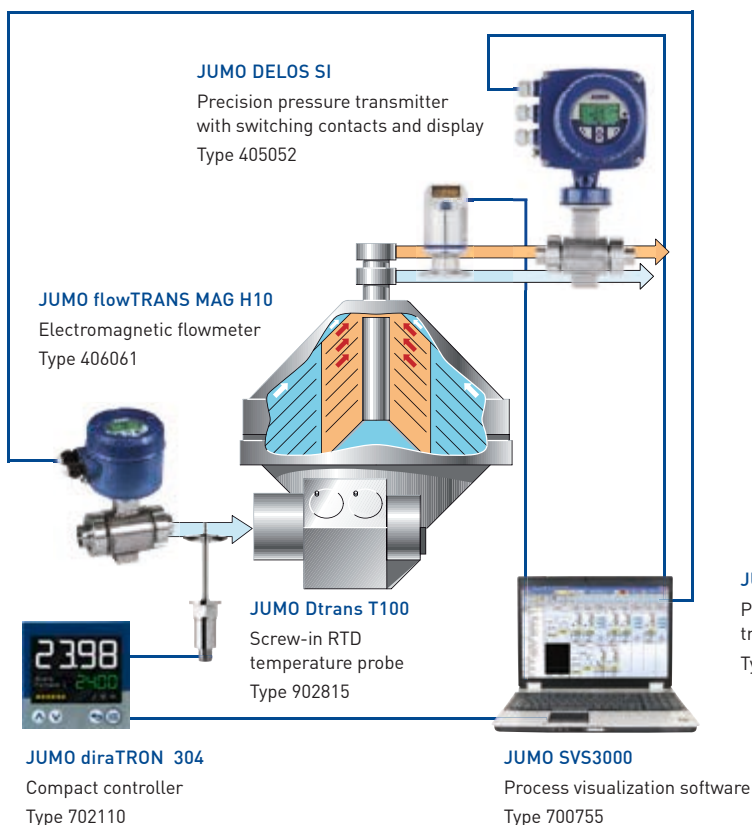 JUMO DELOS SI
Precision pressure transmitter
with switching contacts and display
Type 405052
JUMO flowTRANS MAG H10
Electromagnetic flowmeter
Type 406061
JUMO Dtrans T100
Screw-in RTD
temperature probe
Type 902815
23.98
2400
JUMO diraTRON 304
Compact controller
Type 702110
JUMO SVS3000
Process visualization software
Type 700755